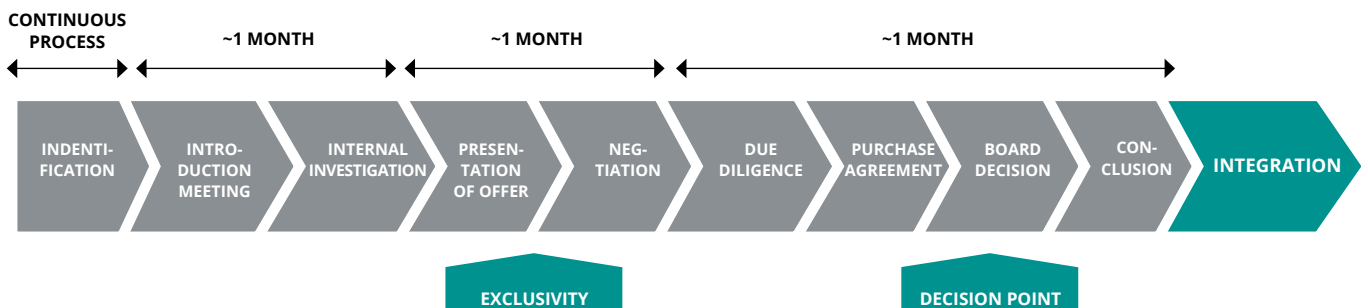 CONTINUOUS
PROCESS
~1 MONTH
~1 MONTH
~1 MONTH
INDENTI-
FICATION
INTRO-
DUCTION
MEETING
INTERNAL
INVESTIGATION
PRESEN-
TATION
OF OFFER
NEG-
TIATION
DUE
DILIGENCE
PURCHASE
AGREEMENT
BOARD
DECISION
CON-
CLUSION
INTEGRATION
EXCLUSIVITY
DECISION POINT